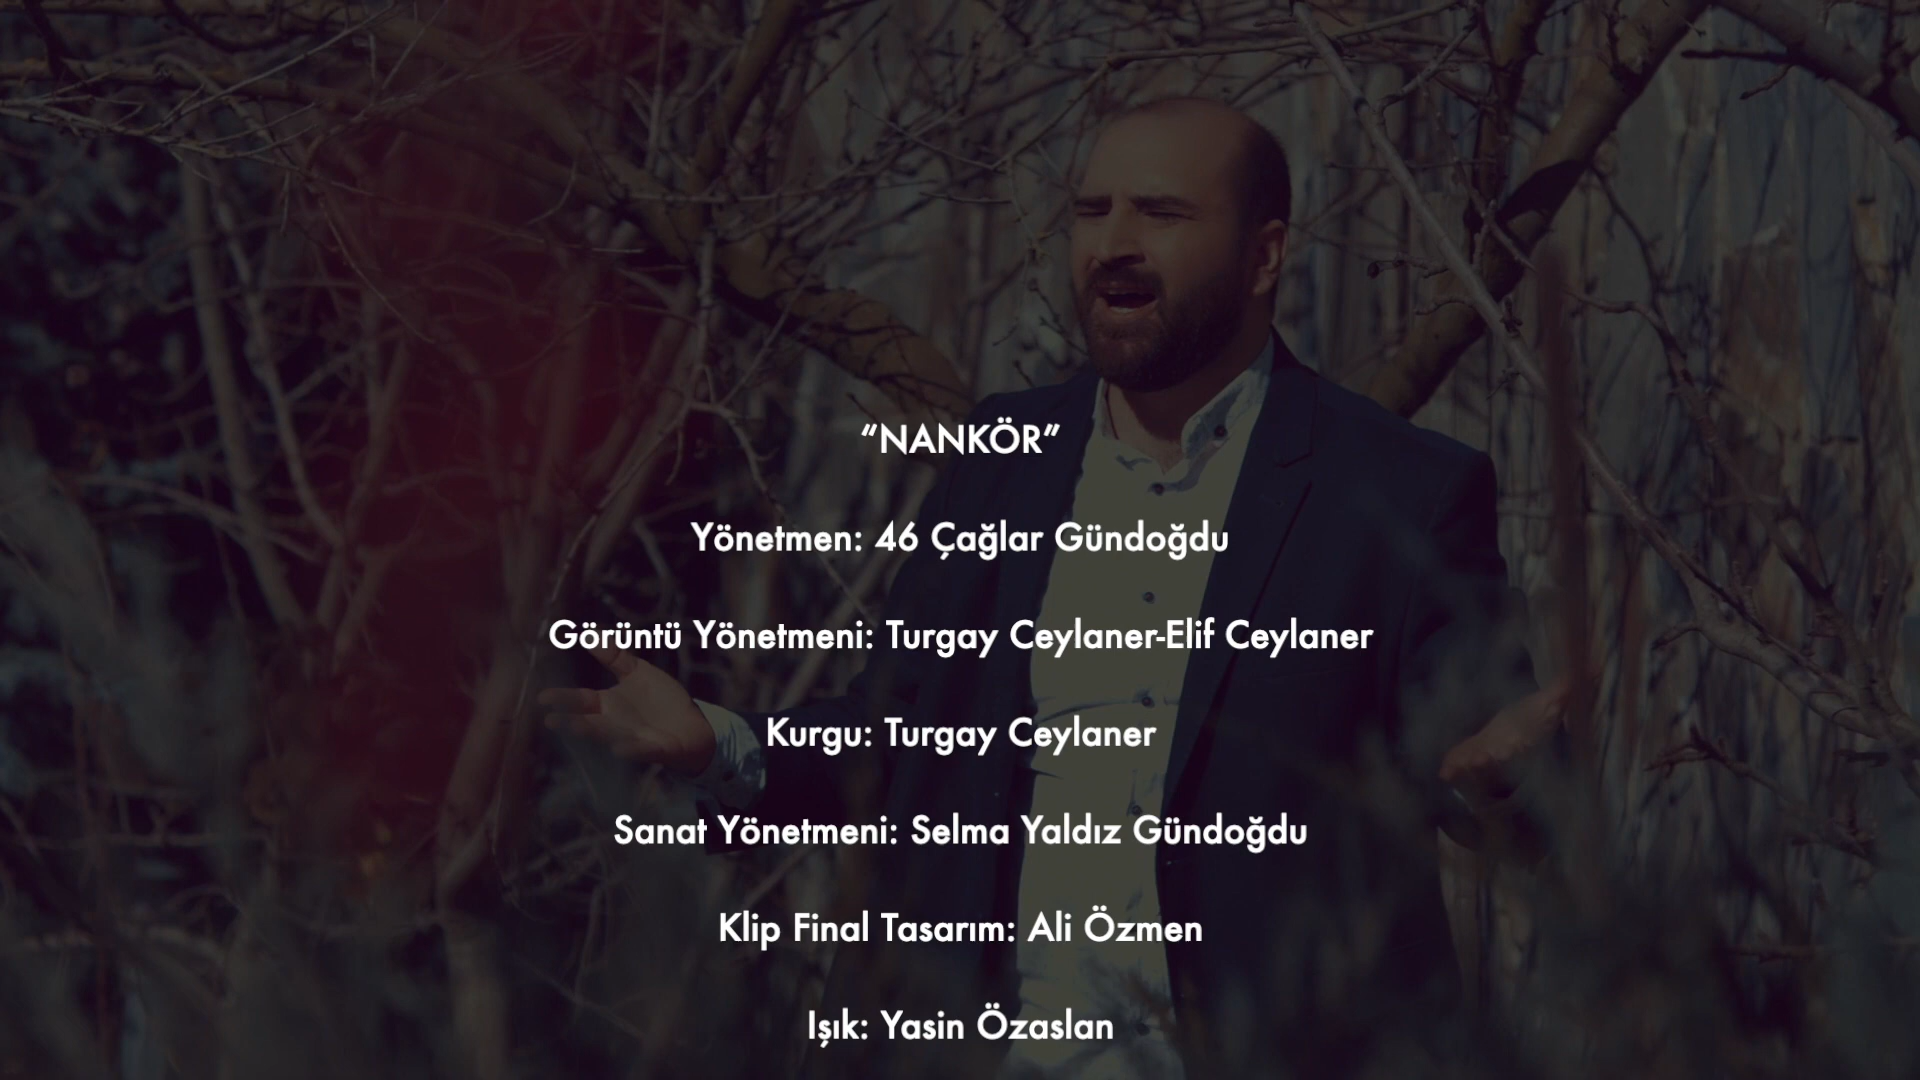 “NANKÖR”
Yönetmen: 46 Çağlar Gündoğdu
Görüntü Yönetmeni: Turgay Ceylaner-Elif Ceylaner
Kurgu: Turgay Ceylaner
Sanat Yönetmeni: Selma Yaldız Gündoğdu
Klip Final Tasarım: Ali Özmen
Işık: Yasin Özaslan